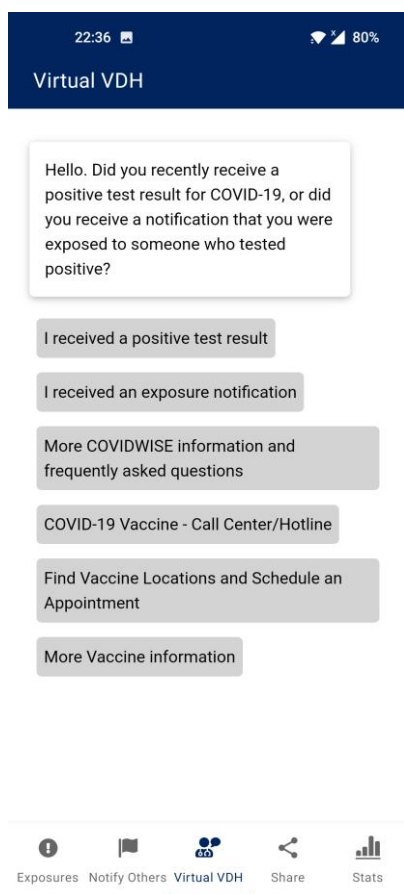 22:36 80%
Virtual VDH
Hello. Did you recently receive a
positive test result for COVID-19, or did
you receive a notification that you were
exposed to someone who tested
positive?
I received a positive test result
I received an exposure notification
More COVIDWISE information and
frequently asked questions
COVID-19 Vaccine - Call Center/Hotline
Find Vaccine Locations and Schedule an
Appointment
More Vaccine information
Exposures Notify Others Virtual VDH Share Stats